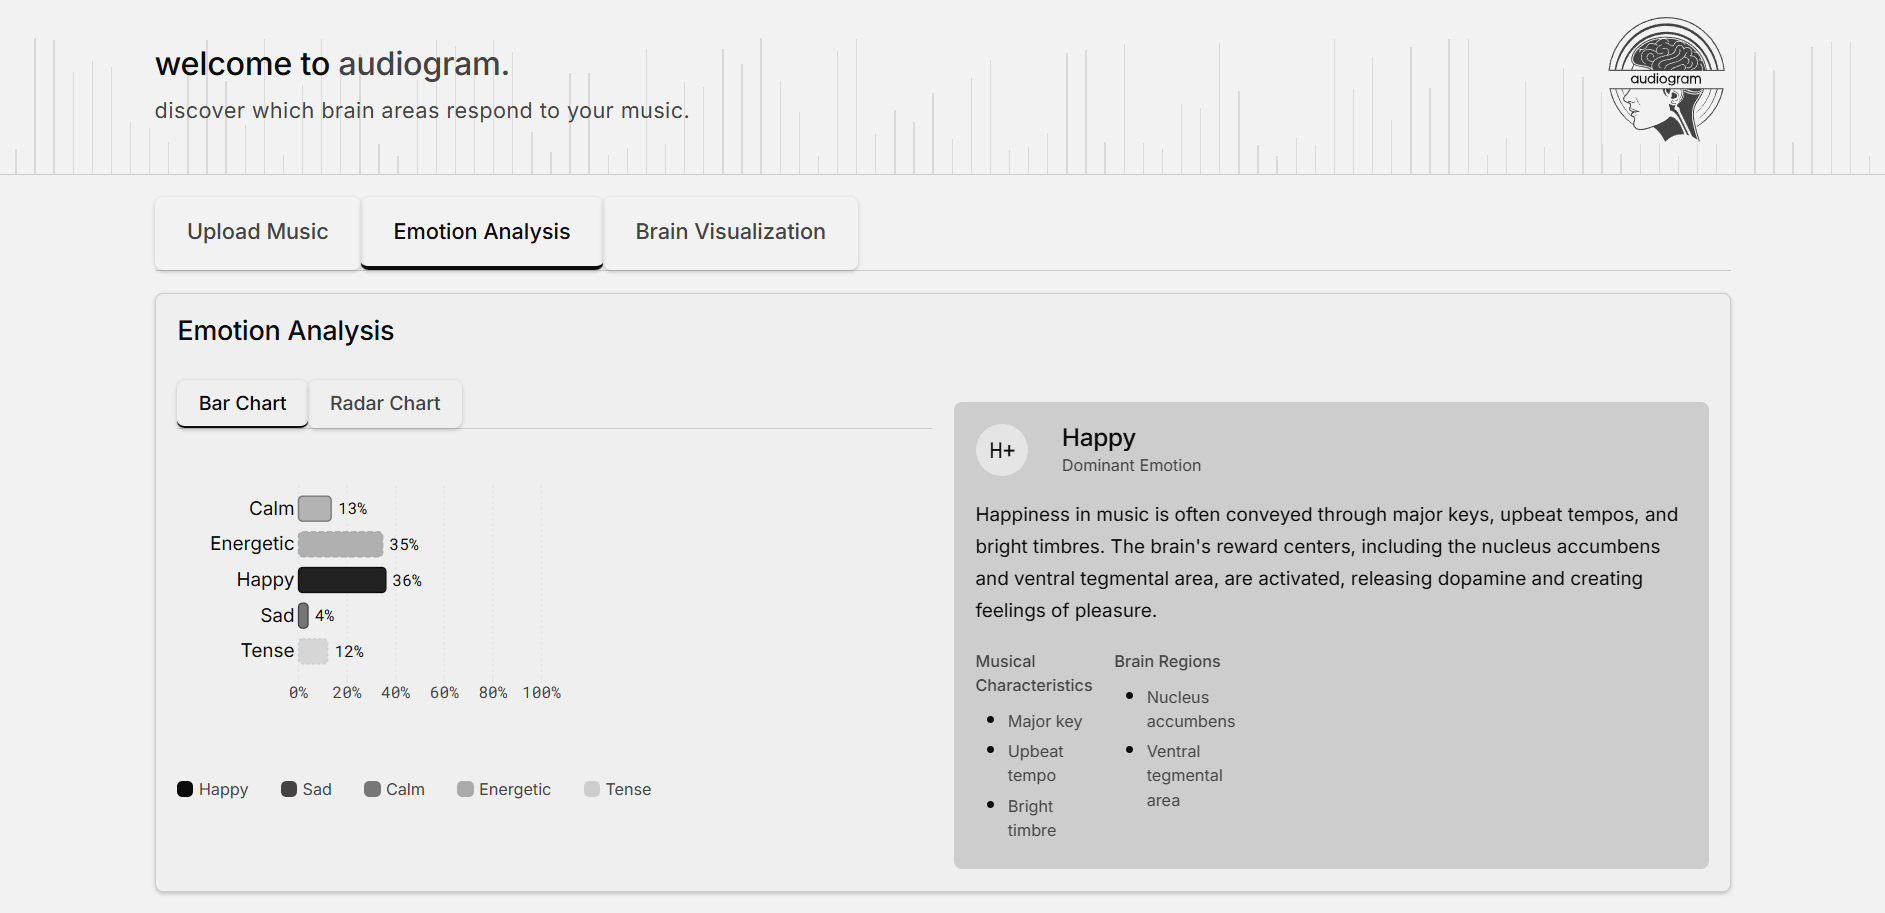 welcome to audiogram.
discover which brain areas respond to your music.
audiogram
Upload Music
Emotion Analysis
Brain Visualization
Emotion Analysis
Bar Chart
Radar Chart
Calm 13%
Energetic 35%
Happy 36%
Sad 4%
Tense 12%
0% 20% 40% 60% 80% 100%
Happy Sad Calm Energetic Tense
H+
Happy
Dominant Emotion
Happiness in music is often conveyed through major keys, upbeat tempos, and
bright timbres. The brain's reward centers, including the nucleus accumbens
and ventral tegmental area, are activated, releasing dopamine and creating
feelings of pleasure.
Musical
Characteristics
Major key
Upbeat
tempo
Bright
timbre
Brain Regions
Nucleus
accumbens
Ventral
tegmental
area